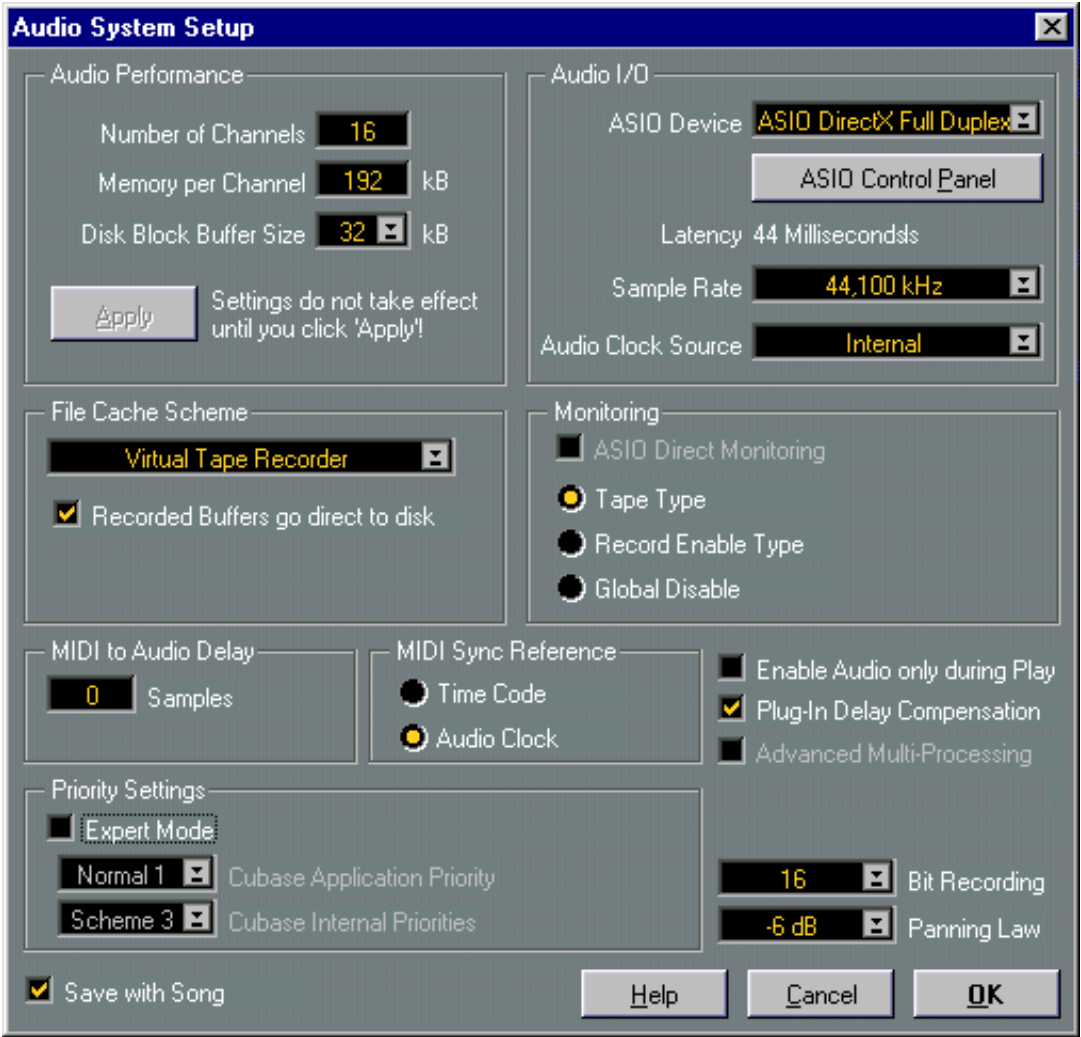 Audio System Setup
Audio Performance
Number of Channels 16
Memory per Channel 192 kB
Disk Block Buffer Size 32 kB
Apply
Settings do not take effect
until you click 'Apply'!
Audio I/O
ASIO Device ASIO DirectX Full Duplex
ASIO Control Panel
Latency 44 Millisecondsls
Sample Rate 44,100 kHz
Audio Clock Source Internal
File Cache Scheme
Virtual Tape Recorder
Recorded Buffers go direct to disk
Monitoring
ASIO Direct Monitoring
Tape Type
Record Enable Type
Global Disable
MIDI to Audio Delay
0 Samples
MIDI Sync Reference
Time Code
Audio Clock
Enable Audio only during Play
Plug-In Delay Compensation
Advanced Multi-Processing
Priority Settings
Expert Mode
Normal 1 Cubase Application Priority
Scheme 3 Cubase Internal Priorities
16 Bit Recording
-6 dB Panning Law
Save with Song
Help
Cancel
OK